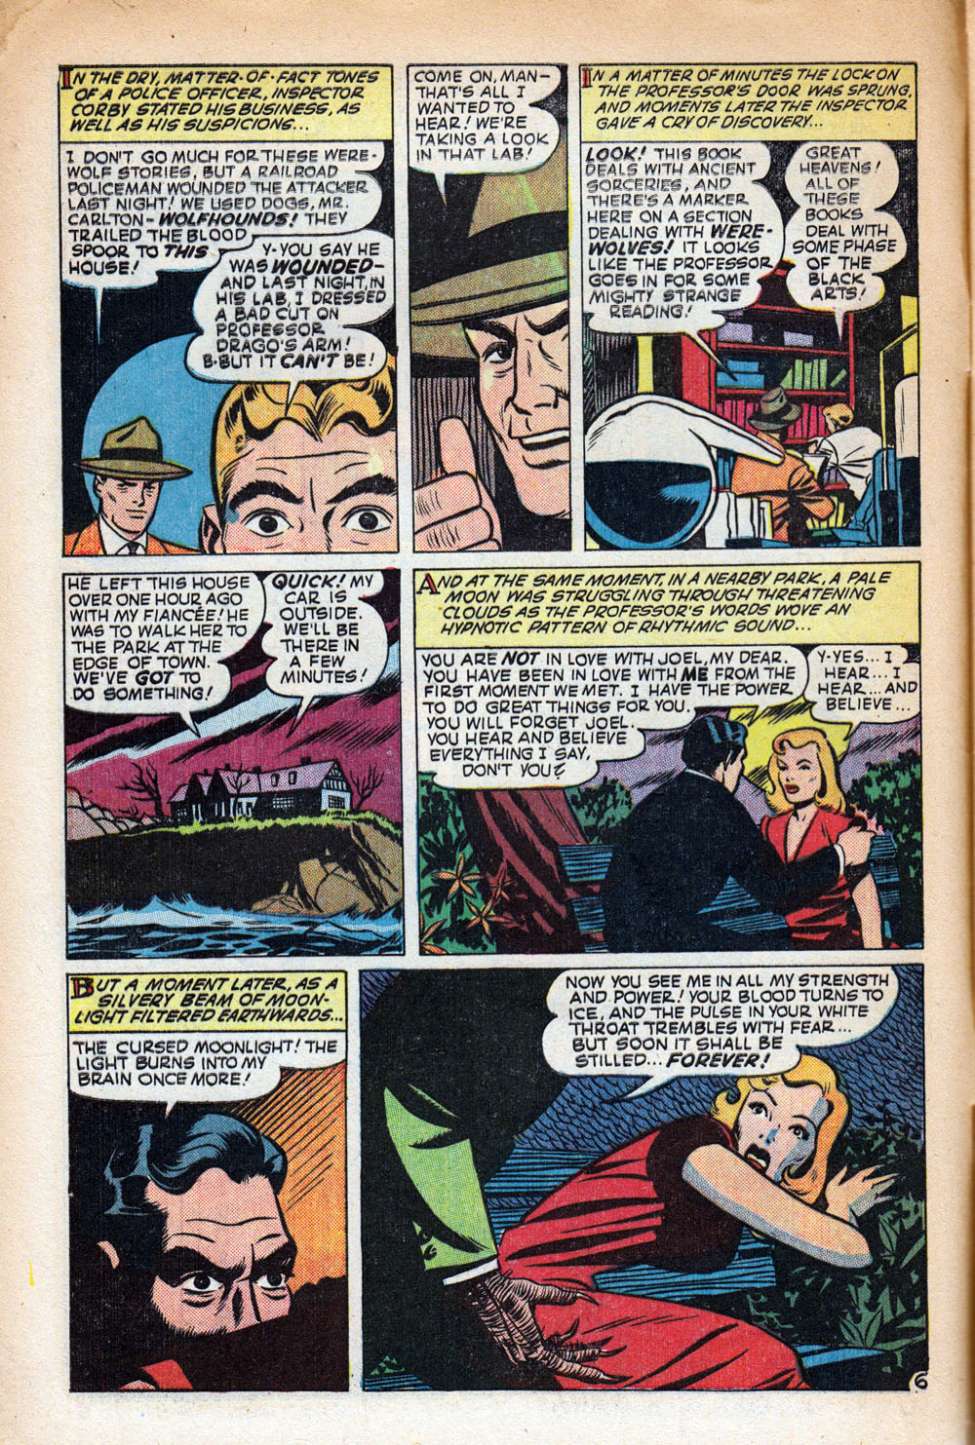 IN THE DRY, MATTER-OF-FACT TONES
OF A POLICE OFFICER, INSPECTOR
CORBY STATED HIS BUSINESS, AS
WELL AS HIS SUSPICIONS...
I DON'T GO MUCH FOR THESE WERE-
WOLF STORIES, BUT A RAILROAD
POLICEMAN WOUNDED THE ATTACKER
LAST NIGHT! WE USED DOGS, MR.
CARLTON- WOLFHOUNDS! THEY
TRAILED THE BLOOD
SPOOR TO THIS
HOUSE!
Y-YOU SAY HE
WAS WOUNDED-
AND LAST NIGHT, IN
HIS LAB, I DRESSED
A BAD CUT ON
PROFESSOR
DRAGO'S ARM!
B-BUT IT CAN'T BE!
COME ON, MAN-
THAT'S ALL I
WANTED TO
HEAR! WE'RE
TAKING A LOOK
IN THAT LAB!
IN A MATTER OF MINUTES THE LOCK ON
THE PROFESSOR'S DOOR WAS SPRUNG,
AND MOMENTS LATER THE INSPECTOR
GAVE A CRY OF DISCOVERY...
LOOK! THIS BOOK
DEALS WITH ANCIENT
SORCERIES, AND
THERE'S A MARKER
HERE ON A SECTION
DEALING WITH WERE-
WOLVES! IT LOOKS
LIKE THE PROFESSOR
GOES IN FOR SOME
MIGHTY STRANGE
READING!
GREAT
HEAVENS!
ALL OF
THESE
BOOKS
DEAL WITH
SOME PHASE
OF THE
BLACK
ARTS!
HE LEFT THIS HOUSE
OVER ONE HOUR AGO
WITH MY FIANCÉE! HE
WAS TO WALK HER TO
THE PARK AT THE
EDGE OF TOWN.
WE'VE GOT TO
DO SOMETHING!
QUICK! MY
CAR IS
OUTSIDE.
WE'LL BE
THERE IN
A FEW
MINUTES!
AND AT THE SAME MOMENT, IN A NEARBY PARK, A PALE
MOON WAS STRUGGLING THROUGH THREATENING
CLOUDS AS THE PROFESSOR'S WORDS WOVE AN
HYPNOTIC PATTERN OF RHYTHMIC SOUND...
YOU ARE NOT IN LOVE WITH JOEL, MY DEAR.
YOU HAVE BEEN IN LOVE WITH ME FROM THE
FIRST MOMENT WE MET. I HAVE THE POWER
TO DO GREAT THINGS FOR YOU.
YOU WILL FORGET JOEL.
YOU HEAR AND BELIEVE
EVERYTHING I SAY,
DON'T YOU?
Y-YES... I
HEAR... I
HEAR... AND
BELIEVE...
BUT A MOMENT LATER, AS A
SILVERY BEAM OF MOON-
LIGHT FILTERED EARTHWARDS...
THE CURSED MOONLIGHT! THE
LIGHT BURNS INTO MY
BRAIN ONCE MORE!
NOW YOU SEE ME IN ALL MY STRENGTH
AND POWER! YOUR BLOOD TURNS TO
ICE, AND THE PULSE IN YOUR WHITE
THROAT TREMBLES WITH FEAR...
BUT SOON IT SHALL BE
STILLED... FOREVER!
6